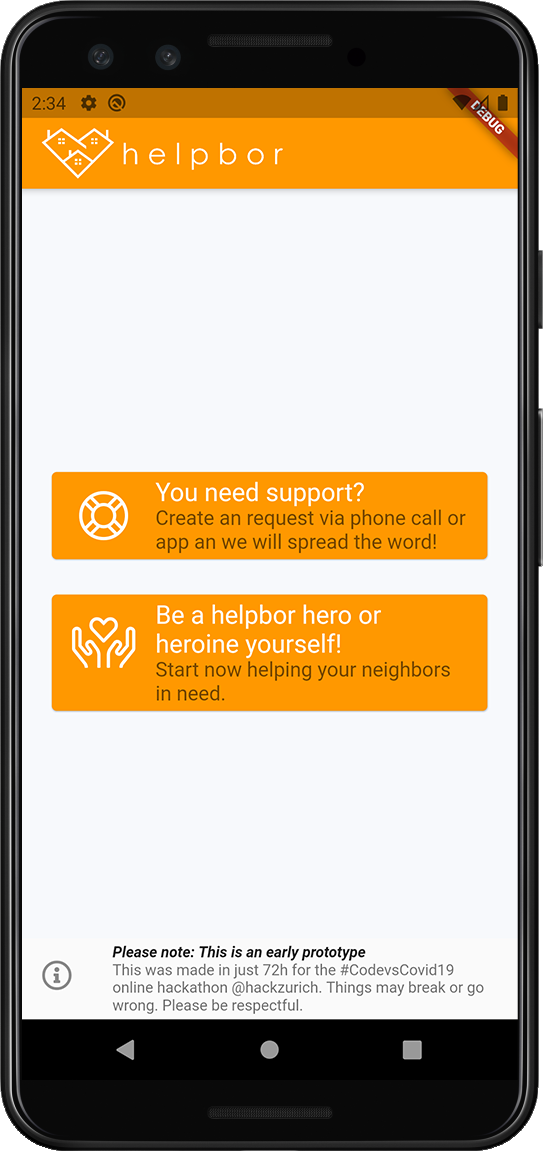 2:34
DEBUG
helpbor
You need support?
Create an request via phone call or
app an we will spread the word!
Be a helpbor hero or
heroine yourself!
Start now helping your neighbors
in need.
Please note: This is an early prototype
This was made in just 72h for the #CodevsCovid19
online hackathon @hackzurich. Things may break or go
wrong. Please be respectful.